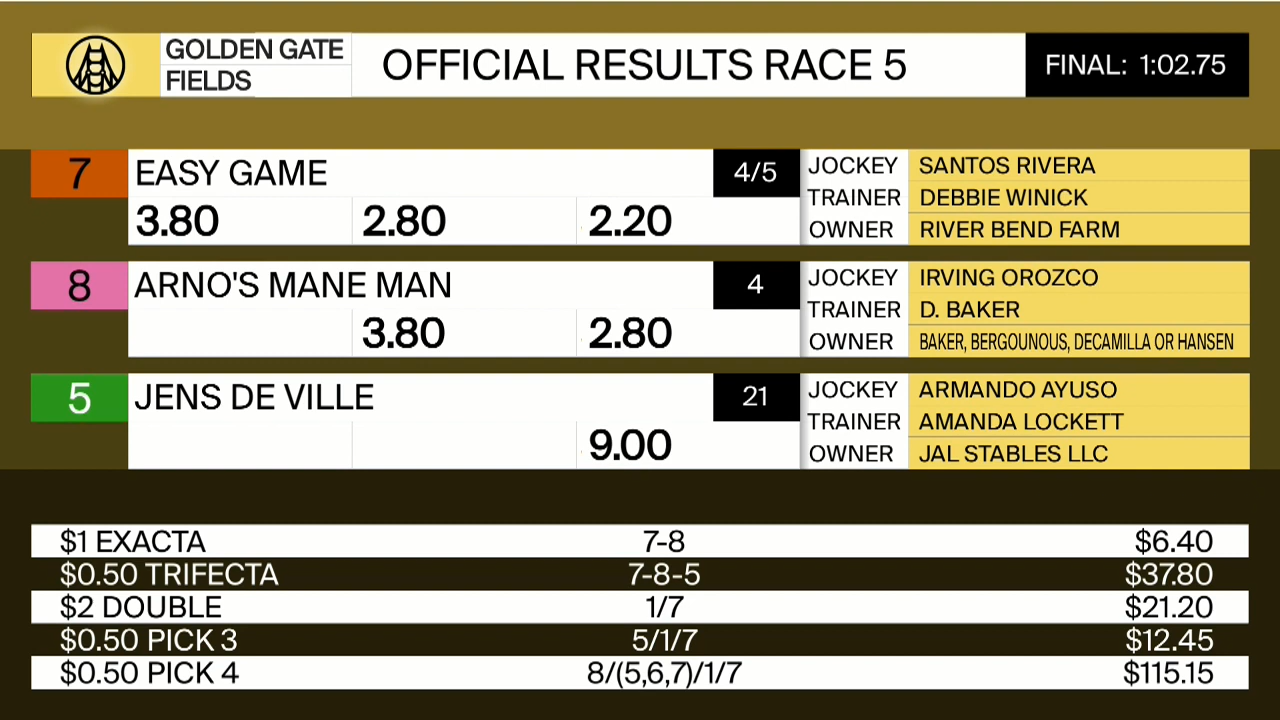 GOLDEN GATE
FIELDS
OFFICIAL RESULTS RACE 5
FINAL: 1:02.75
7 EASY GAME 4/5
3.80 2.80 2.20
JOCKEY SANTOS RIVERA
TRAINER DEBBIE WINICK
OWNER RIVER BEND FARM
8 ARNO'S MANE MAN 4
3.80 2.80
JOCKEY IRVING OROZCO
TRAINER D. BAKER
OWNER BAKER, BERGOUNOUS, DECAMILLA OR HANSEN
5 JENS DE VILLE 21
9.00
JOCKEY ARMANDO AYUSO
TRAINER AMANDA LOCKETT
OWNER JAL STABLES LLC
$1 EXACTA 7-8 $6.40
$0.50 TRIFECTA 7-8-5 $37.80
$2 DOUBLE 1/7 $21.20
$0.50 PICK 3 5/1/7 $12.45
$0.50 PICK 4 8/(5,6,7)/1/7 $115.15